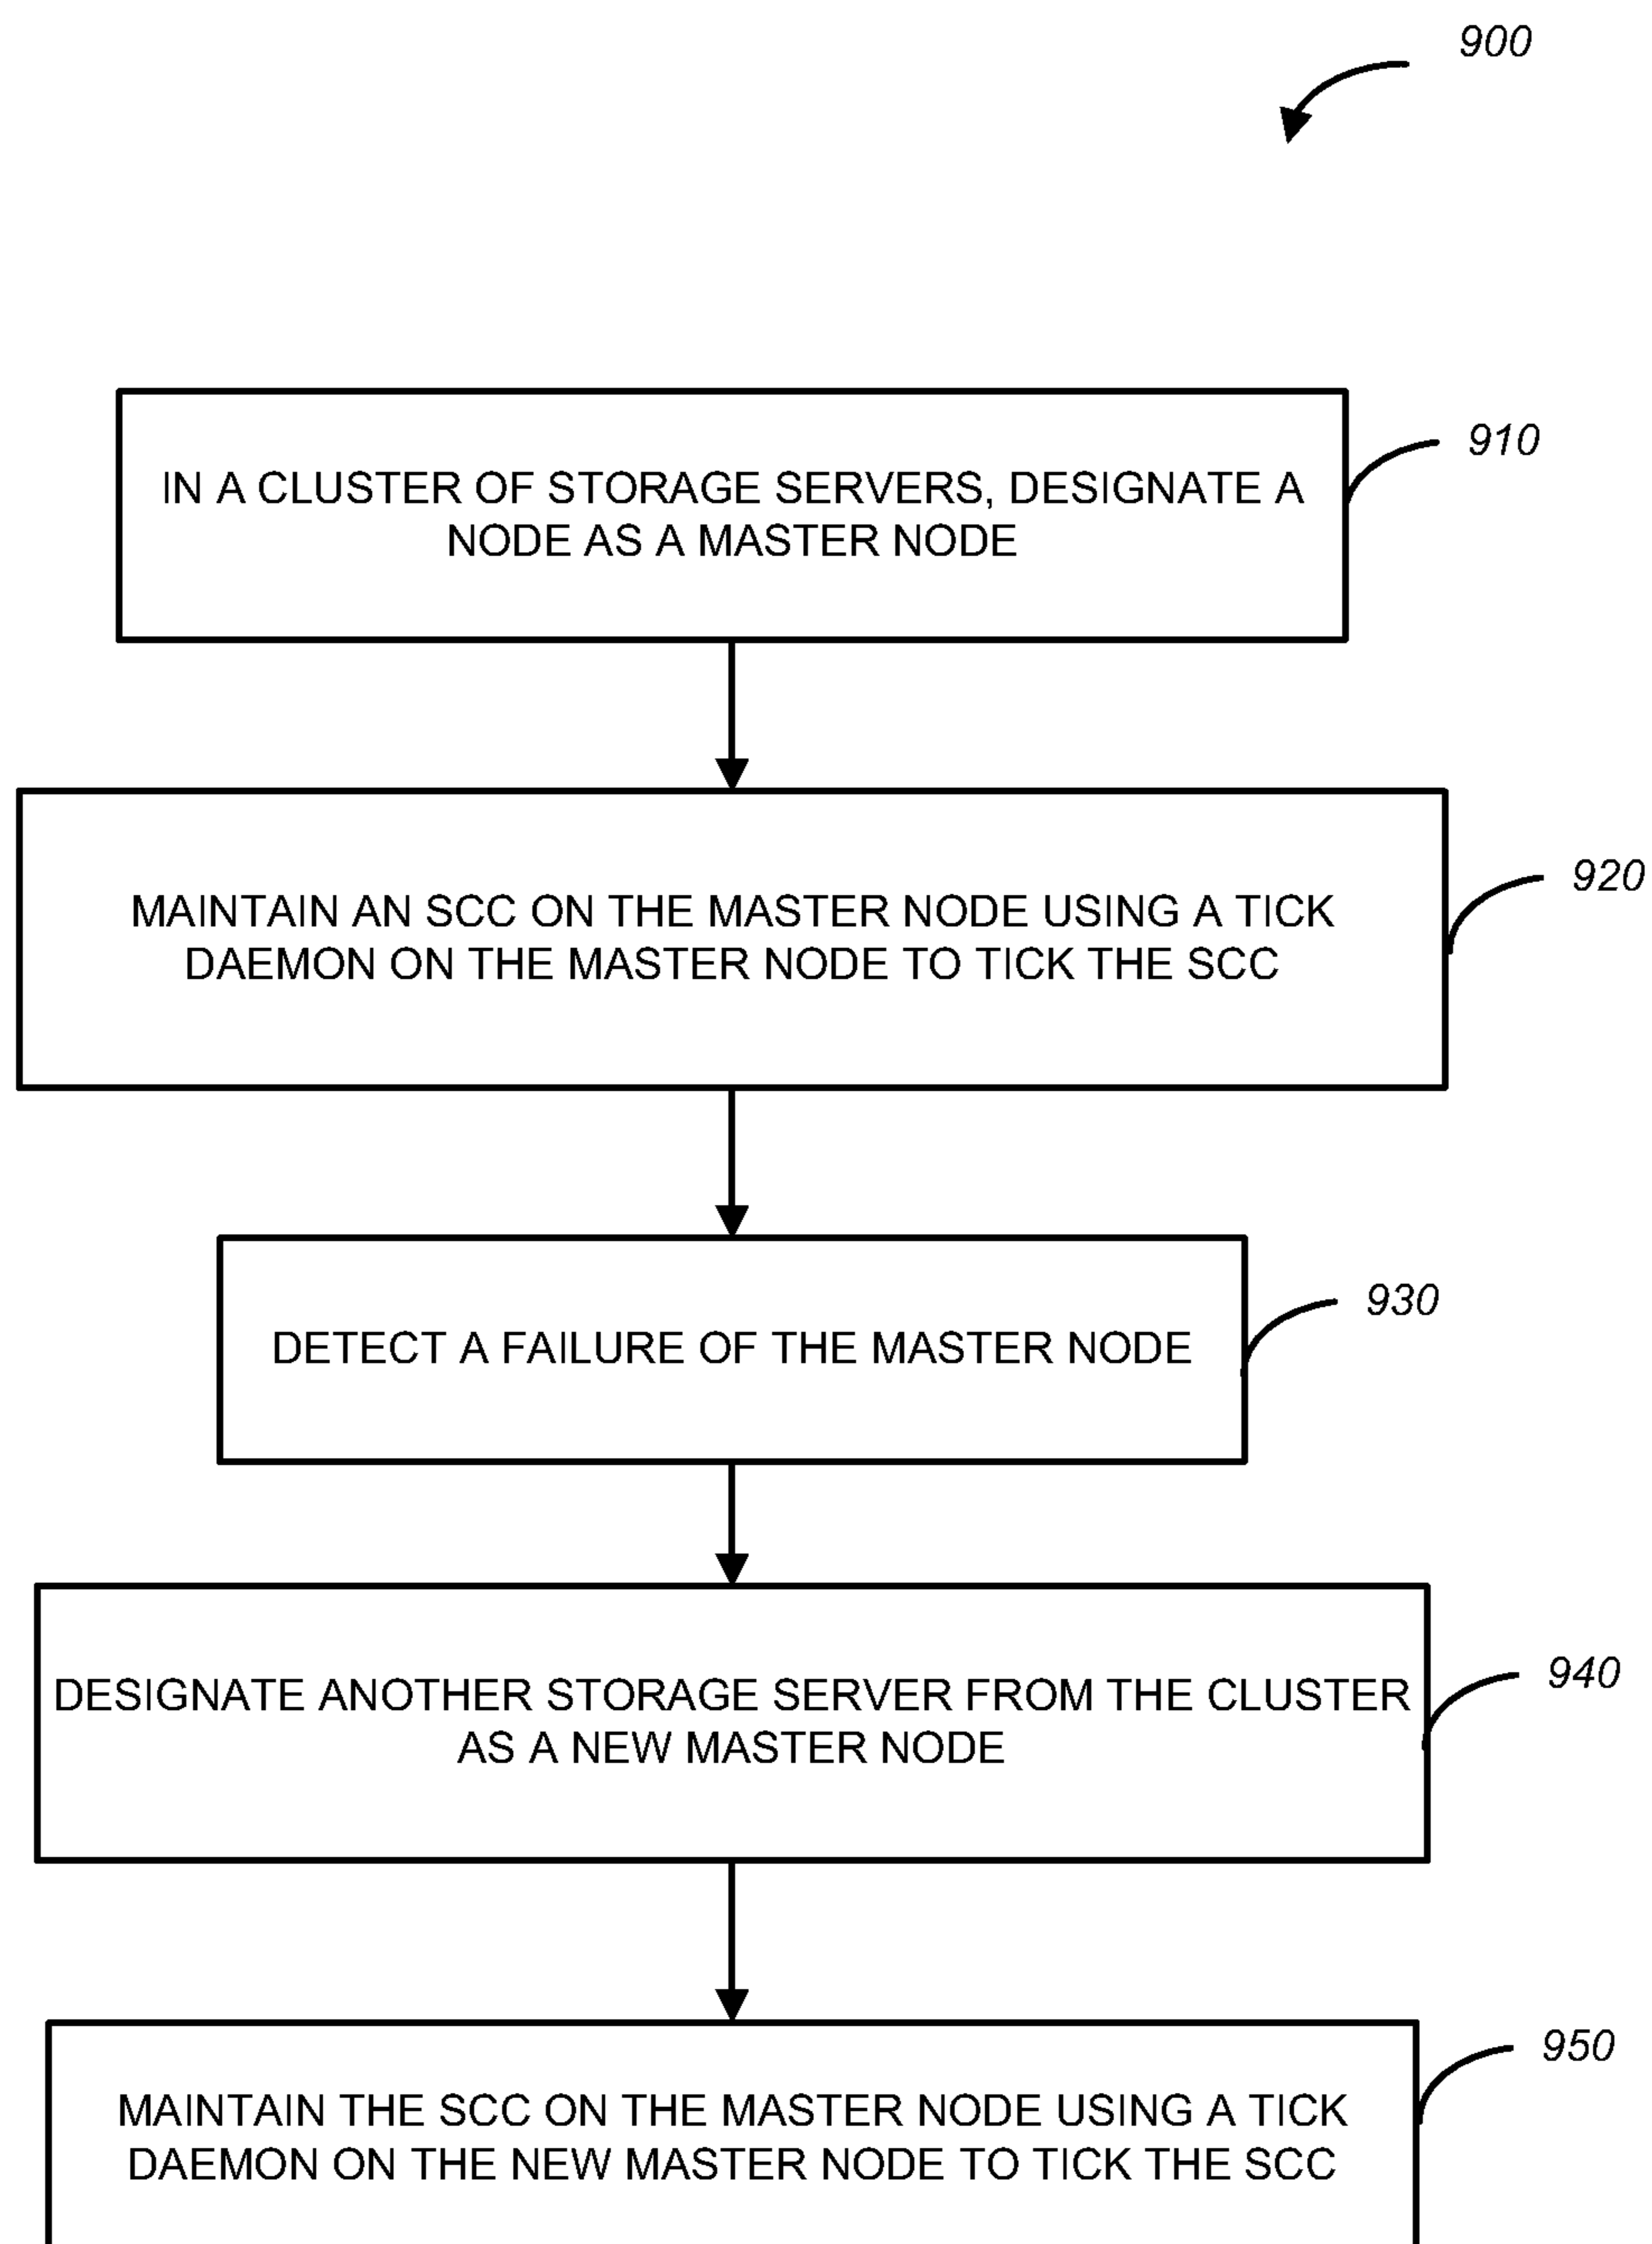 900
IN A CLUSTER OF STORAGE SERVERS, DESIGNATE A
NODE AS A MASTER NODE
910
MAINTAIN AN SCC ON THE MASTER NODE USING A TICK
DAEMON ON THE MASTER NODE TO TICK THE SCC
920
DETECT A FAILURE OF THE MASTER NODE
930
DESIGNATE ANOTHER STORAGE SERVER FROM THE CLUSTER
AS A NEW MASTER NODE
940
MAINTAIN THE SCC ON THE MASTER NODE USING A TICK
DAEMON ON THE NEW MASTER NODE TO TICK THE SCC
950